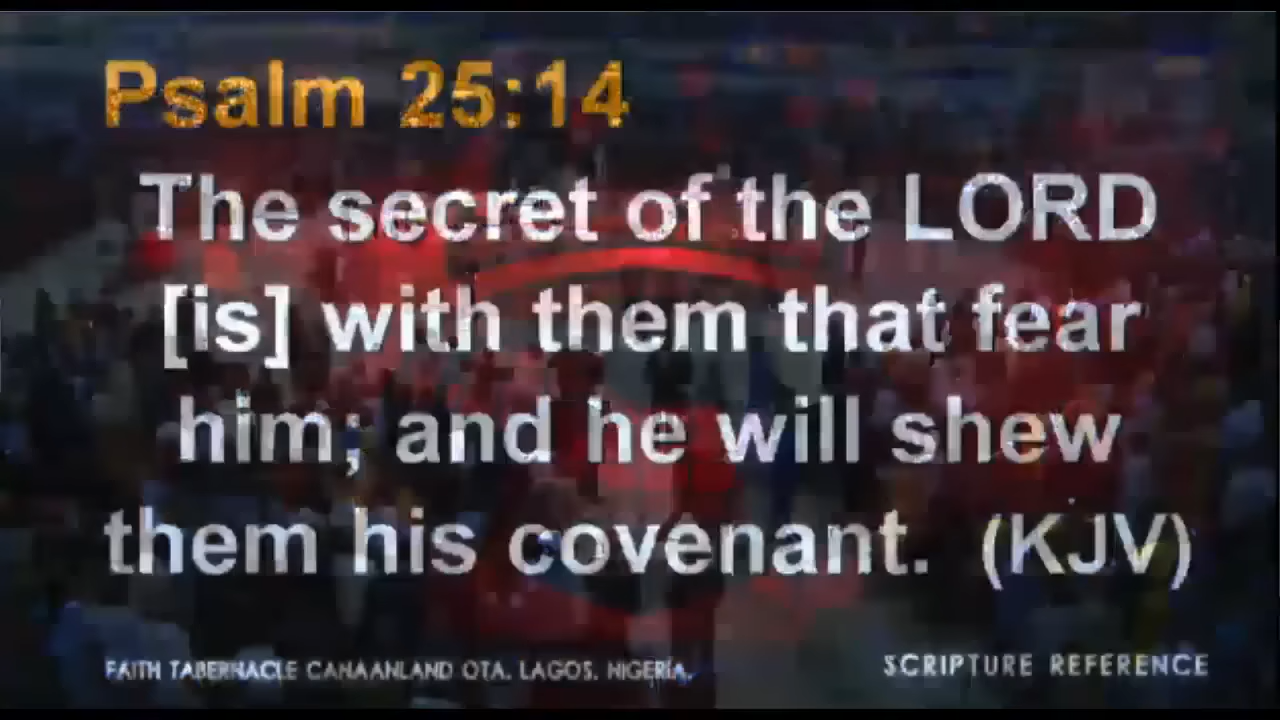 Psalm 25:14
The secret of the LORD
[is] with them that fear
him; and he will shew
them his covenant. (KJV)
FAITH TABERNACLE CANAANLAND OTA. LAGOS. NIGERIA.
SCRIPTURE REFERENCE